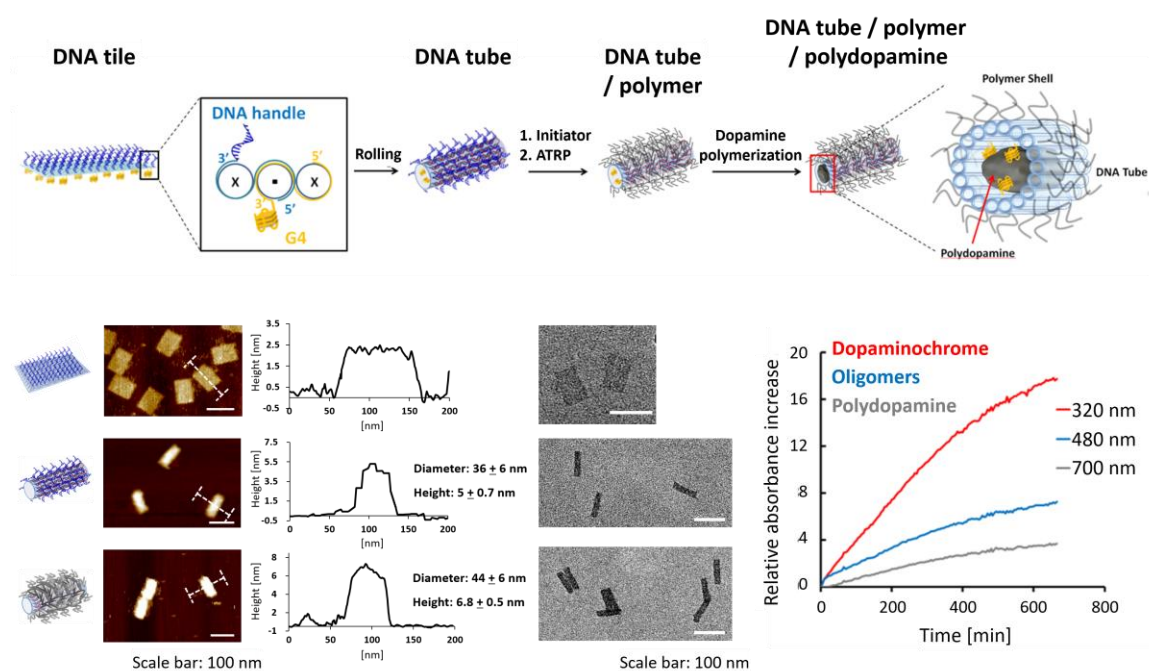 DNA tile
DNA tube
DNA tube
/ polymer
DNA tube / polymer
/ polydopamine
DNA handle
3′
5′
X
X
3′
5′
G4
Rolling
1. Initiator
2. ATRP
Dopamine
polymerization
Polymer Shell
DNA Tube
Polydopamine
Height [nm]
3.5
2.5
1.5
0.5
-0.5
0
50
100
150
200
[nm]
Height [nm]
7.5
5.5
3.5
1.5
-0.5
0
50
100
150
200
[nm]
Diameter: 36 ± 6 nm
Height: 5 ± 0.7 nm
Height [nm]
8
6
4
2
1
-1
0
50
100
150
200
[nm]
Diameter: 44 ± 6 nm
Height: 6.8 ± 0.5 nm
Scale bar: 100 nm
Scale bar: 100 nm
Relative absorbance increase
20
16
12
8
4
0
0
200
400
600
800
Time [min]
Dopaminochrome
Oligomers
Polydopamine
320 nm
480 nm
700 nm